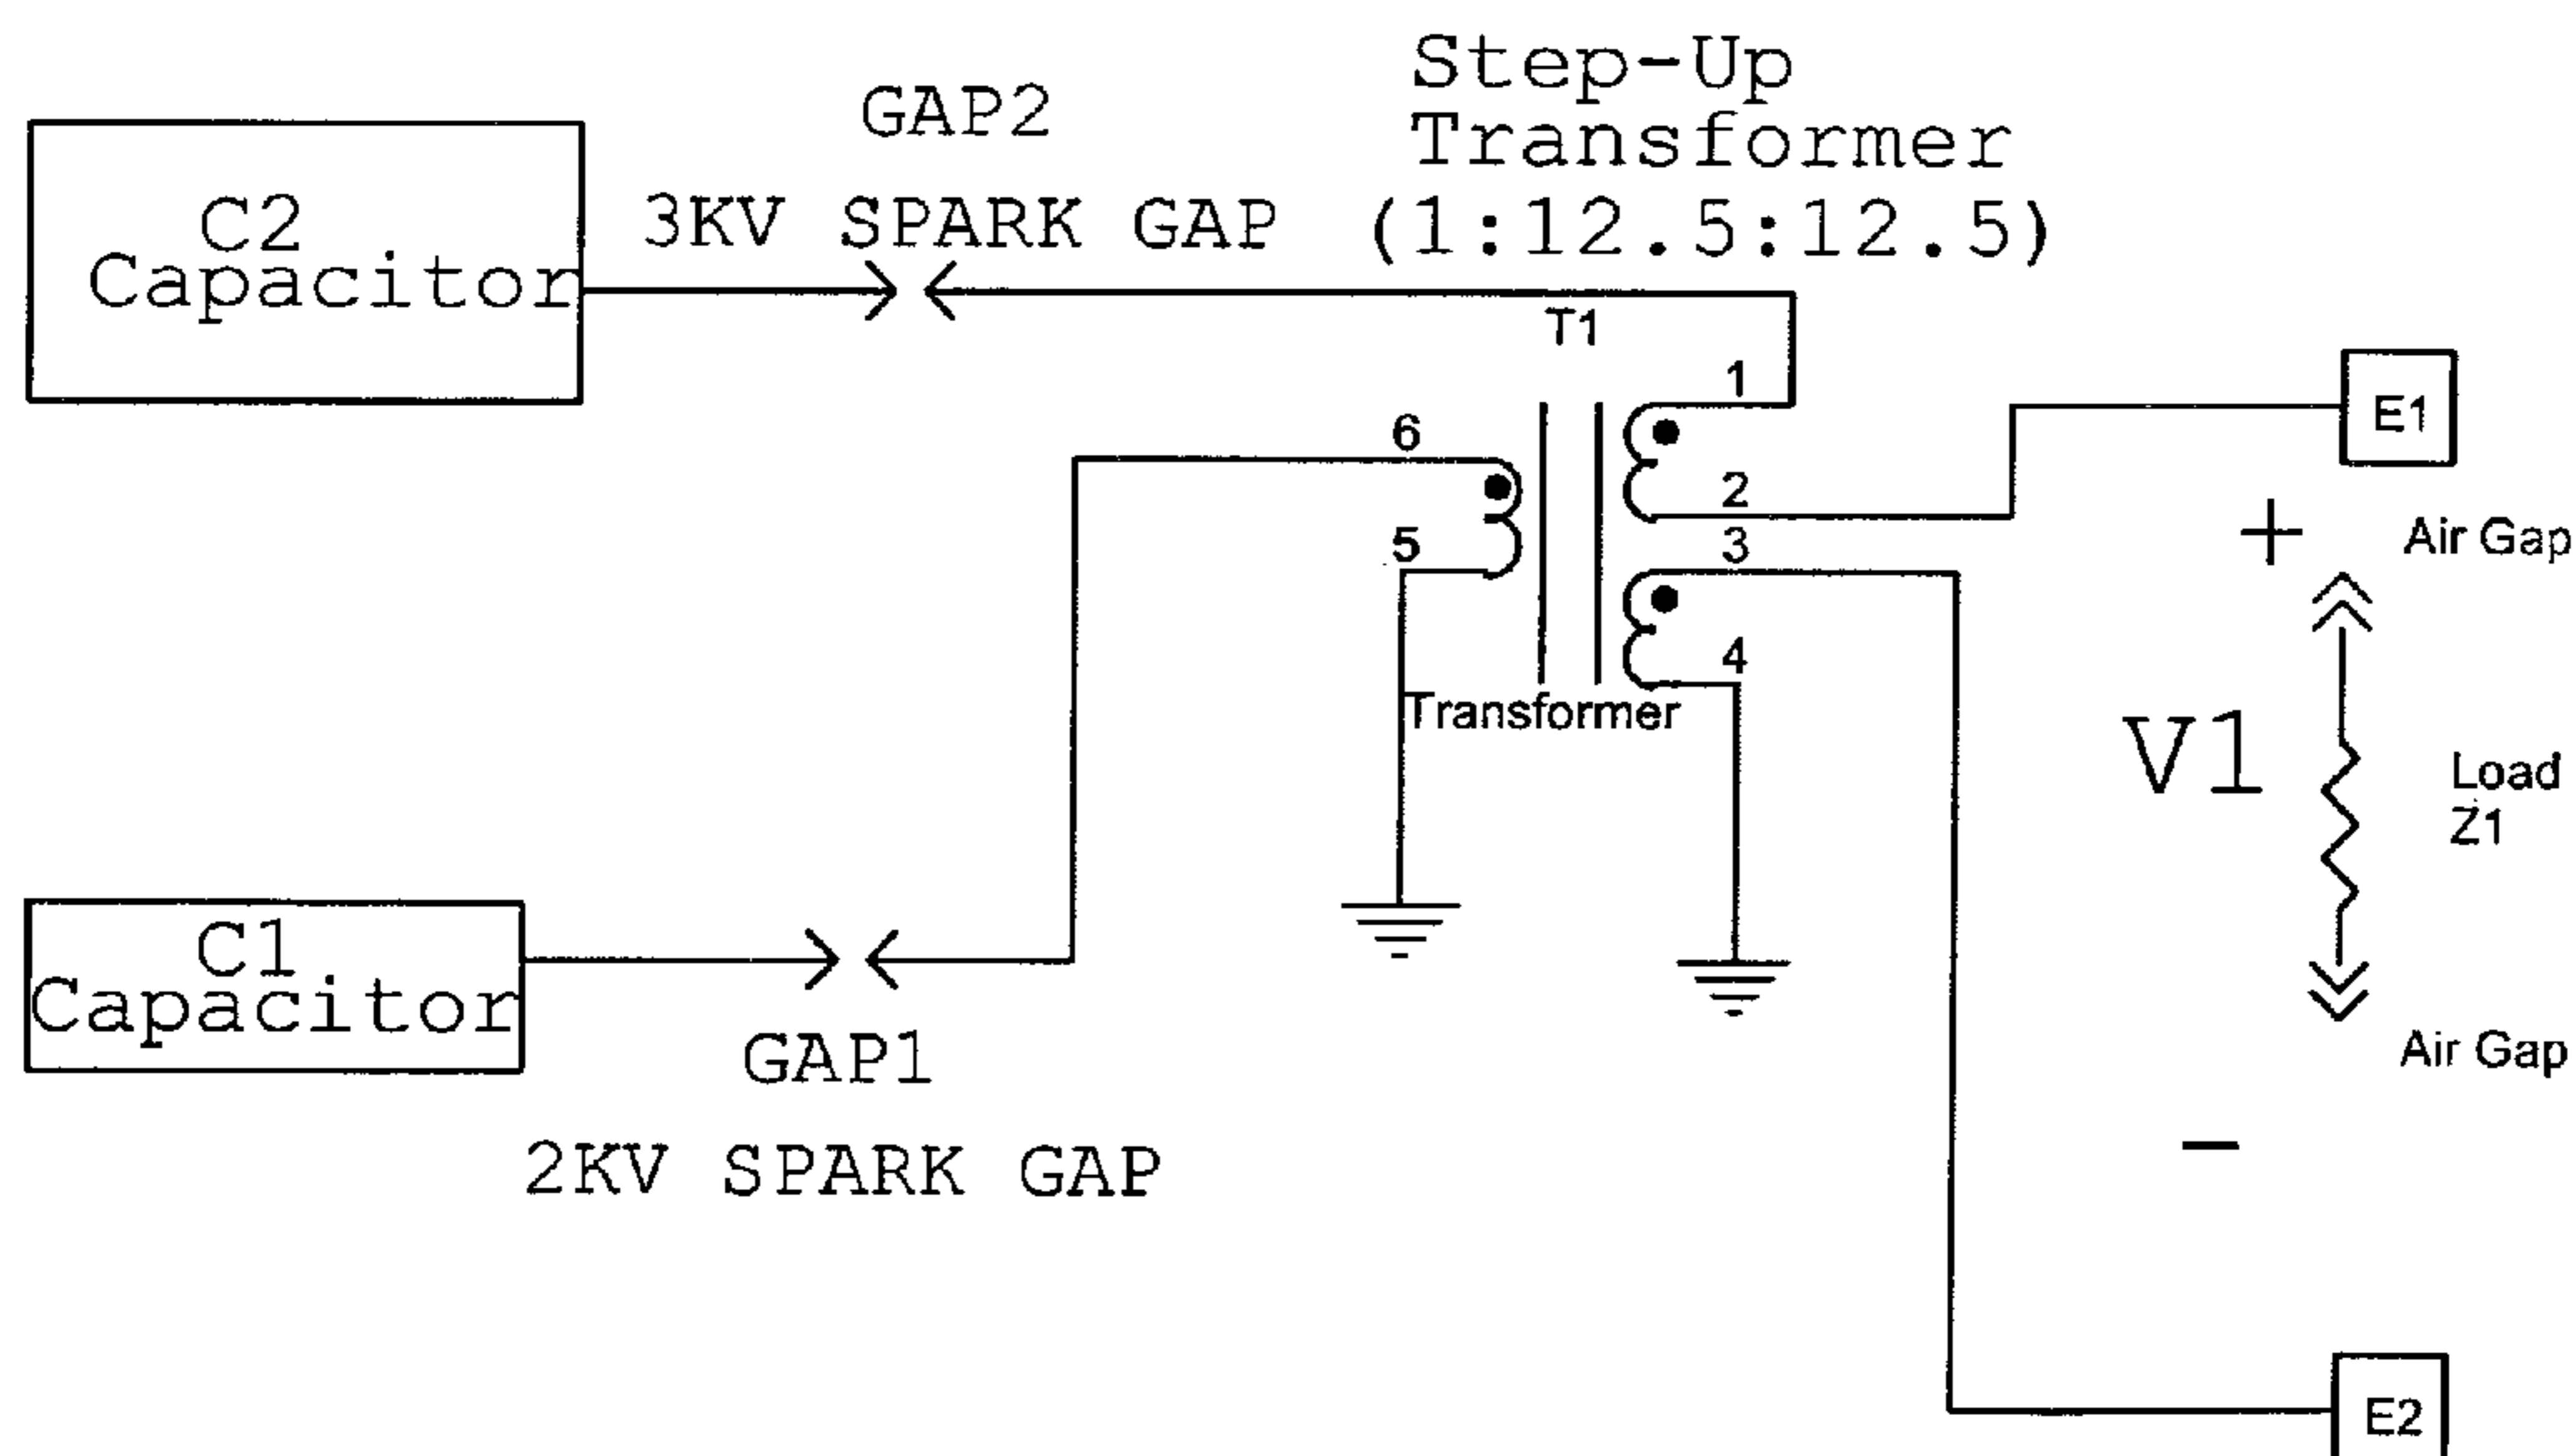 Step-Up
Transformer
(1:12.5:12.5)
GAP2
3KV SPARK GAP
C2
Capacitor
T1
1
6
2
5
3
4
Transformer
E1
+
Air Gap
V1
Load
Z1
Air Gap
-
C1
Capacitor
GAP1
2KV SPARK GAP
E2